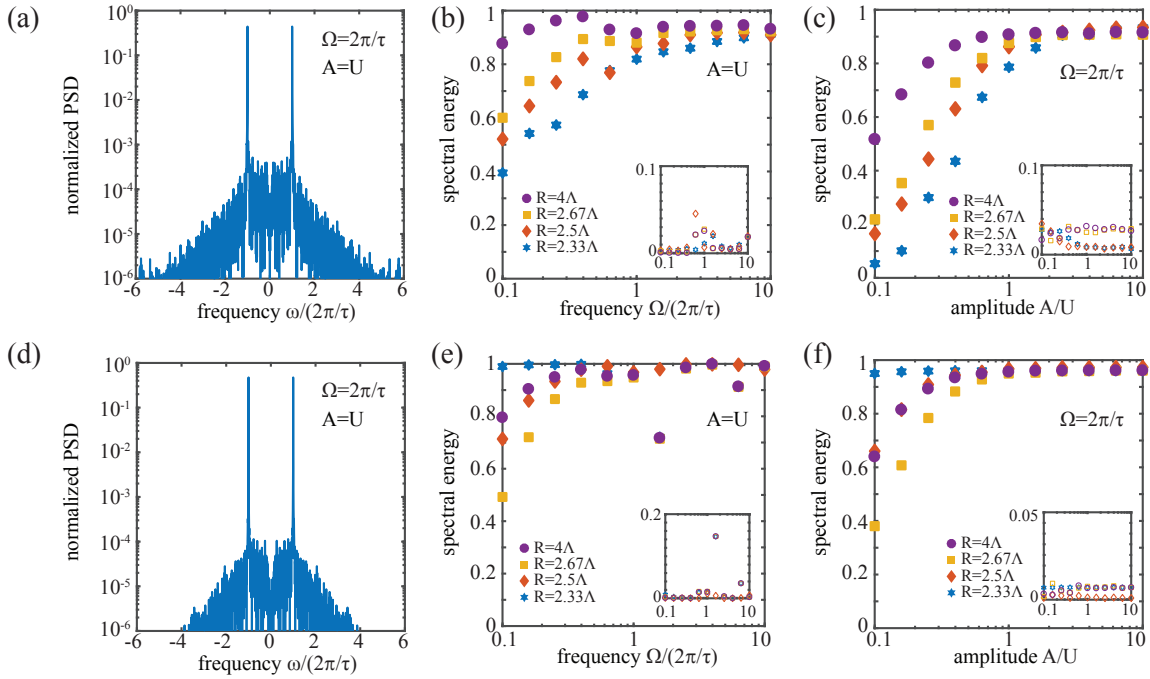 (a)
normalized PSD
10⁰
10⁻¹
10⁻²
10⁻³
10⁻⁴
10⁻⁵
10⁻⁶
Ω=2π/τ
A=U
-6 -4 -2 0 2 4 6
frequency ω/(2π/τ)
(b)
spectral energy
1
0.8
0.6
0.4
0.2
0
A=U
R=4Λ
R=2.67Λ
R=2.5Λ
R=2.33Λ
0.1
0
0.1 1 10
0.1 1 10
frequency Ω/(2π/τ)
(c)
spectral energy
1
0.8
0.6
0.4
0.2
0
Ω=2π/τ
R=4Λ
R=2.67Λ
R=2.5Λ
R=2.33Λ
0.1
0
0.1 1 10
0.1 1 10
amplitude A/U
(d)
normalized PSD
10⁰
10⁻¹
10⁻²
10⁻³
10⁻⁴
10⁻⁵
10⁻⁶
Ω=2π/τ
A=U
-6 -4 -2 0 2 4 6
frequency ω/(2π/τ)
(e)
spectral energy
1
0.8
0.6
0.4
0.2
0
A=U
R=4Λ
R=2.67Λ
R=2.5Λ
R=2.33Λ
0.2
0
0.1 1 10
0.1 1 10
frequency Ω/(2π/τ)
(f)
spectral energy
1
0.8
0.6
0.4
0.2
0
Ω=2π/τ
R=4Λ
R=2.67Λ
R=2.5Λ
R=2.33Λ
0.05
0
0.1 1 10
0.1 1 10
amplitude A/U